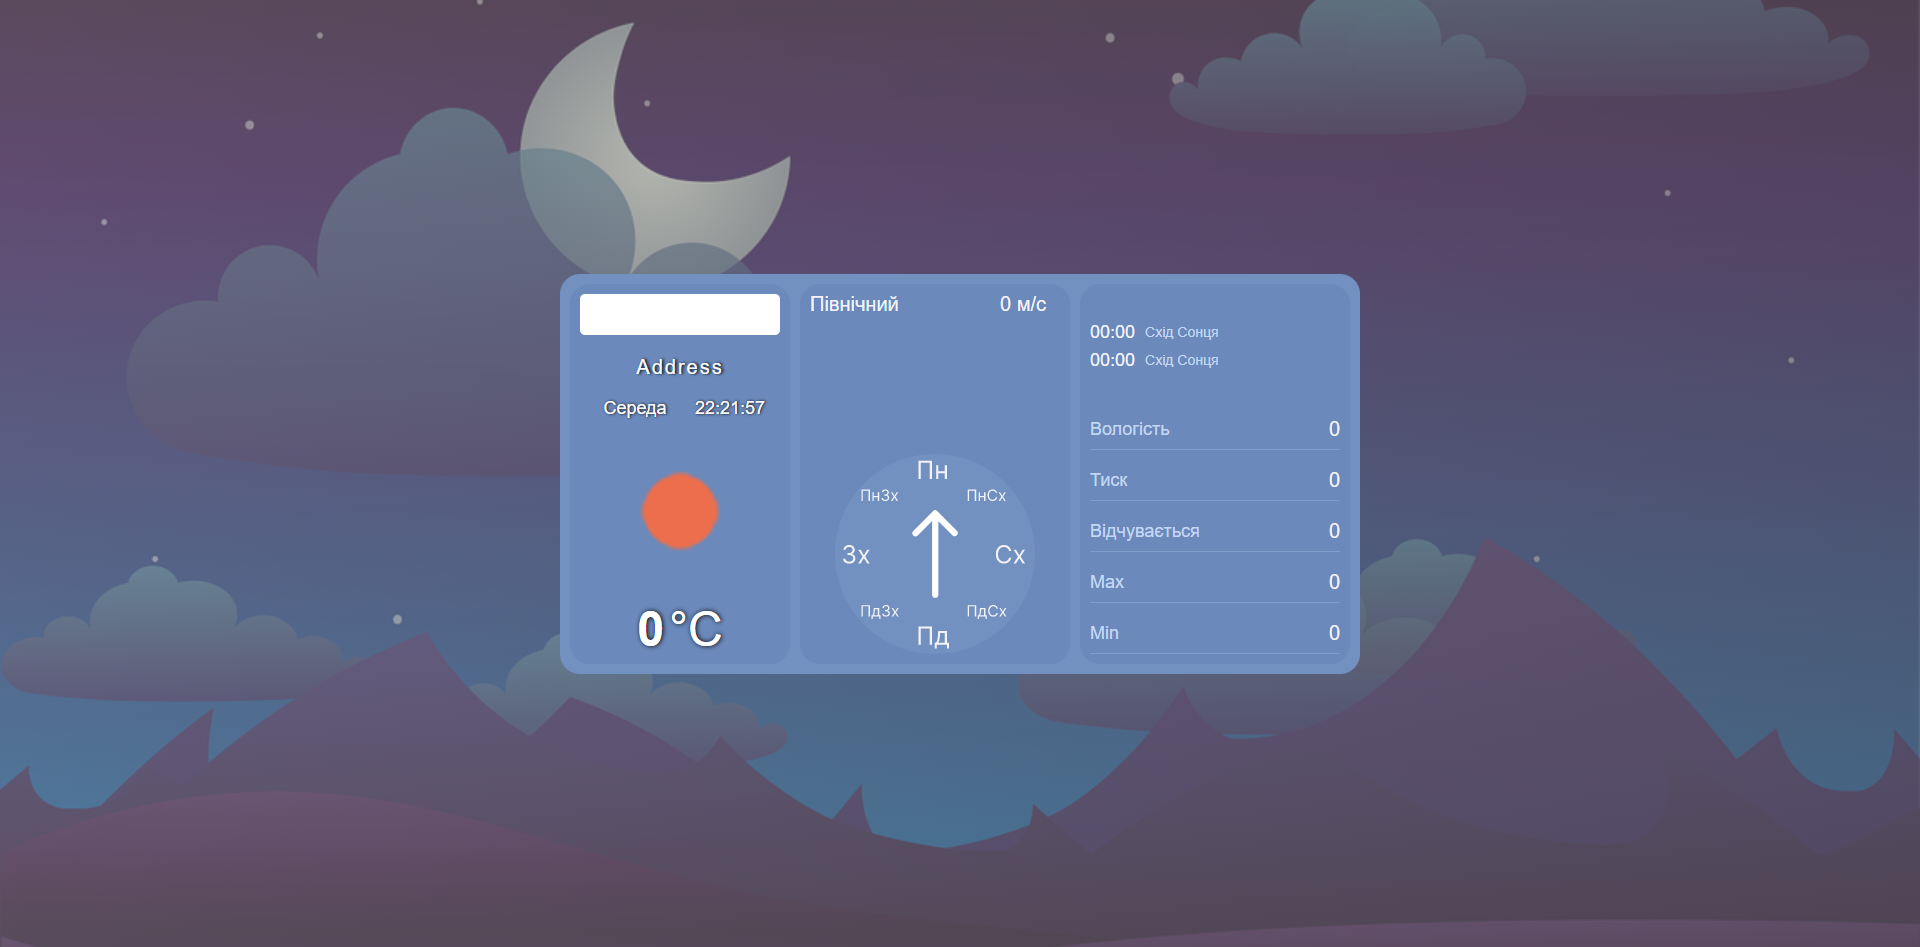 Address
Середа 22:21:57
0 °C
Північний 0 м/с
Пн
ПнЗх ПнСх
Зх Сх
ПдЗх ПдСх
Пд
00:00 Схід Сонця
00:00 Схід Сонця
Вологість 0
Тиск 0
Відчувається 0
Max 0
Min 0